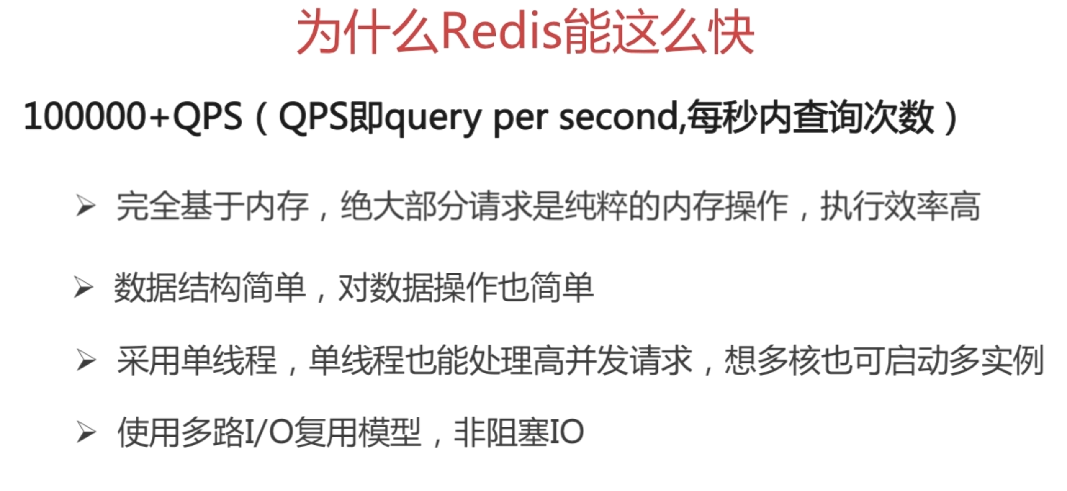 为什么Redis能这么快
100000+QPS（QPS即query per second,每秒内查询次数）
➢ 完全基于内存，绝大部分请求是纯粹的内存操作，执行效率高
➢ 数据结构简单，对数据操作也简单
➢ 采用单线程，单线程也能处理高并发请求，想多核也可启动多实例
➢ 使用多路I/O复用模型，非阻塞IO